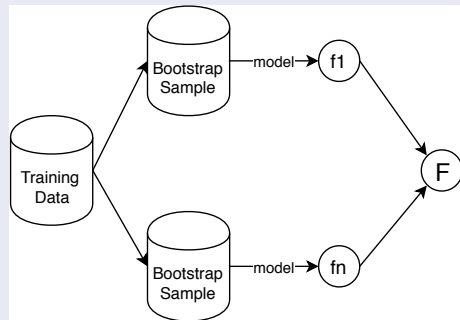 Bootstrap
Sample
model
f1
Training
Data
F
Bootstrap
Sample
model
fn